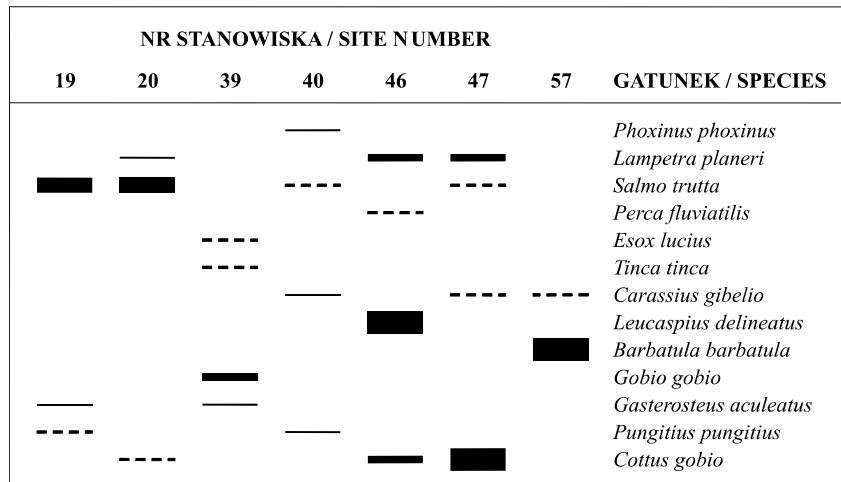 NR STANOWISKA / SITE NUMBER
19 20 39 40 46 47 57 GATUNEK / SPECIES
Phoxinus phoxinus
Lampetra planeri
Salmo trutta
Perca fluviatilis
Esox lucius
Tinca tinca
Carassius gibelio
Leucaspius delineatus
Barbatula barbatula
Gobio gobio
Gasterosteus aculeatus
Pungitius pungitius
Cottus gobio